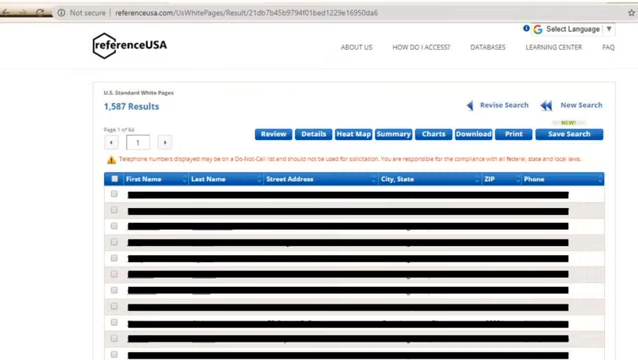 Not secure | referenceusa.com/UsWhitePages/Result/21db7b45b9794f01bed1229e16950da6
Select Language
referenceUSA
ABOUT US HOW DO I ACCESS? DATABASES LEARNING CENTER FAQ
U.S. Standard White Pages
1,587 Results
Revise Search New Search
Page 1 of 64
NEW!
1
Review Details Heat Map Summary Charts Download Print Save Search
Telephone numbers displayed may be on a Do-Not-Call list and should not be used for solicitation. You are responsible for the compliance with all federal, state and local laws.
First Name Last Name Street Address City, State ZIP Phone